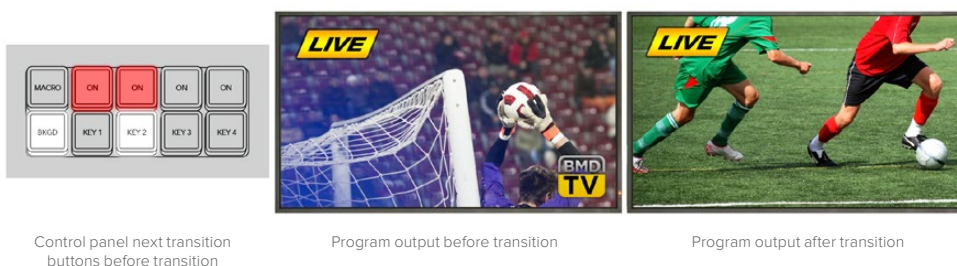 MACRO ON ON ON ON
BKGD KEY 1 KEY 2 KEY 3 KEY 4
LIVE
BMD
TV
LIVE
Control panel next transition
buttons before transition
Program output before transition
Program output after transition